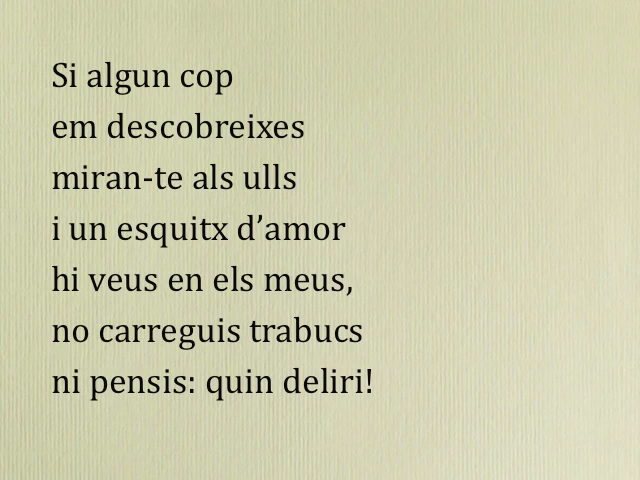 Si algun cop
em descobreixes
miran-te als ulls
i un esquitx d’amor
hi veus en els meus,
no carreguis trabucs
ni pensis: quin deliri!